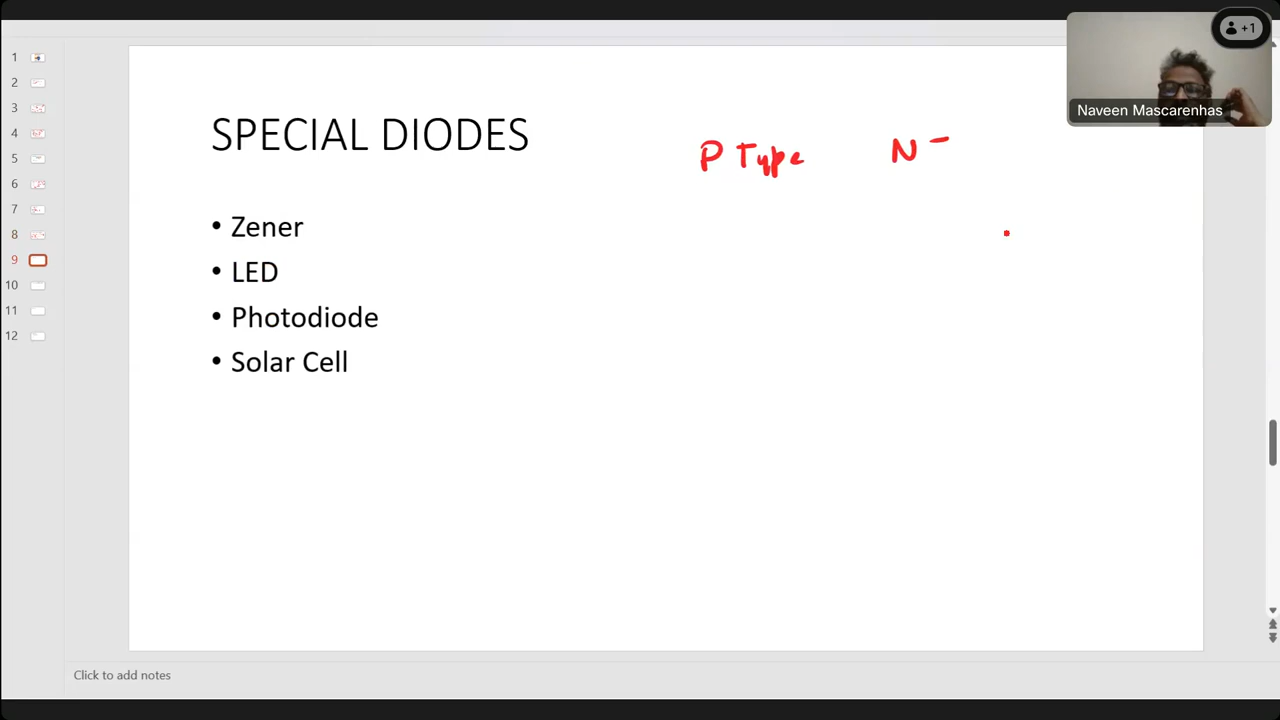 +1
Naveen Mascarenhas
1
2
3
4
5
6
7
8
9
10
11
12
SPECIAL DIODES
P Type N
• Zener
• LED
• Photodiode
• Solar Cell
Click to add notes